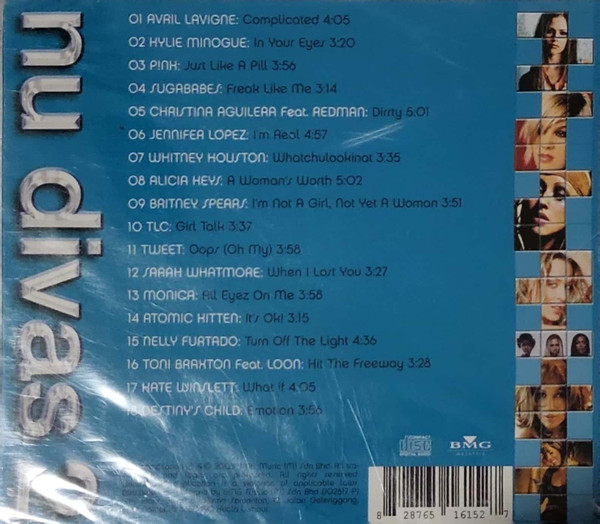 nu divas
01 AVRIL LAVIGNE: Complicated 4:05
02 KYLIE MINOGUE: In Your Eyes 3:20
03 P!NK: Just Like A Pill 3:56
04 SUGABABES: Freak Like Me 3:14
05 CHRISTINA AGUILERA Feat. REDMAN: Dirrty 5:01
06 JENNIFER LOPEZ: I'm Real 4:57
07 WHITNEY HOUSTON: Whatchulookinat 3:35
08 ALICIA KEYS: A Woman's Worth 5:02
09 BRITNEY SPEARS: I'm Not A Girl, Not Yet A Woman 3:51
10 TLC: Girl Talk 3:37
11 TWEET: Oops (Oh My) 3:58
12 SARAH WHATMORE: When I Lost You 3:27
13 MONICA: All Eyez On Me 3:58
14 ATOMIC KITTEN: It's Ok! 3:15
15 NELLY FURTADO: Turn Off The Light 4:36
16 TONI BRAXTON Feat. LOON: Hit The Freeway 3:28
17 KATE WINSLETT: What If 4:05
18 DESTINY'S CHILD: Emotion 3:56
COMPACT
disc
DIGITAL AUDIO
BMG
MALAYSIA
8 28765 16152 7